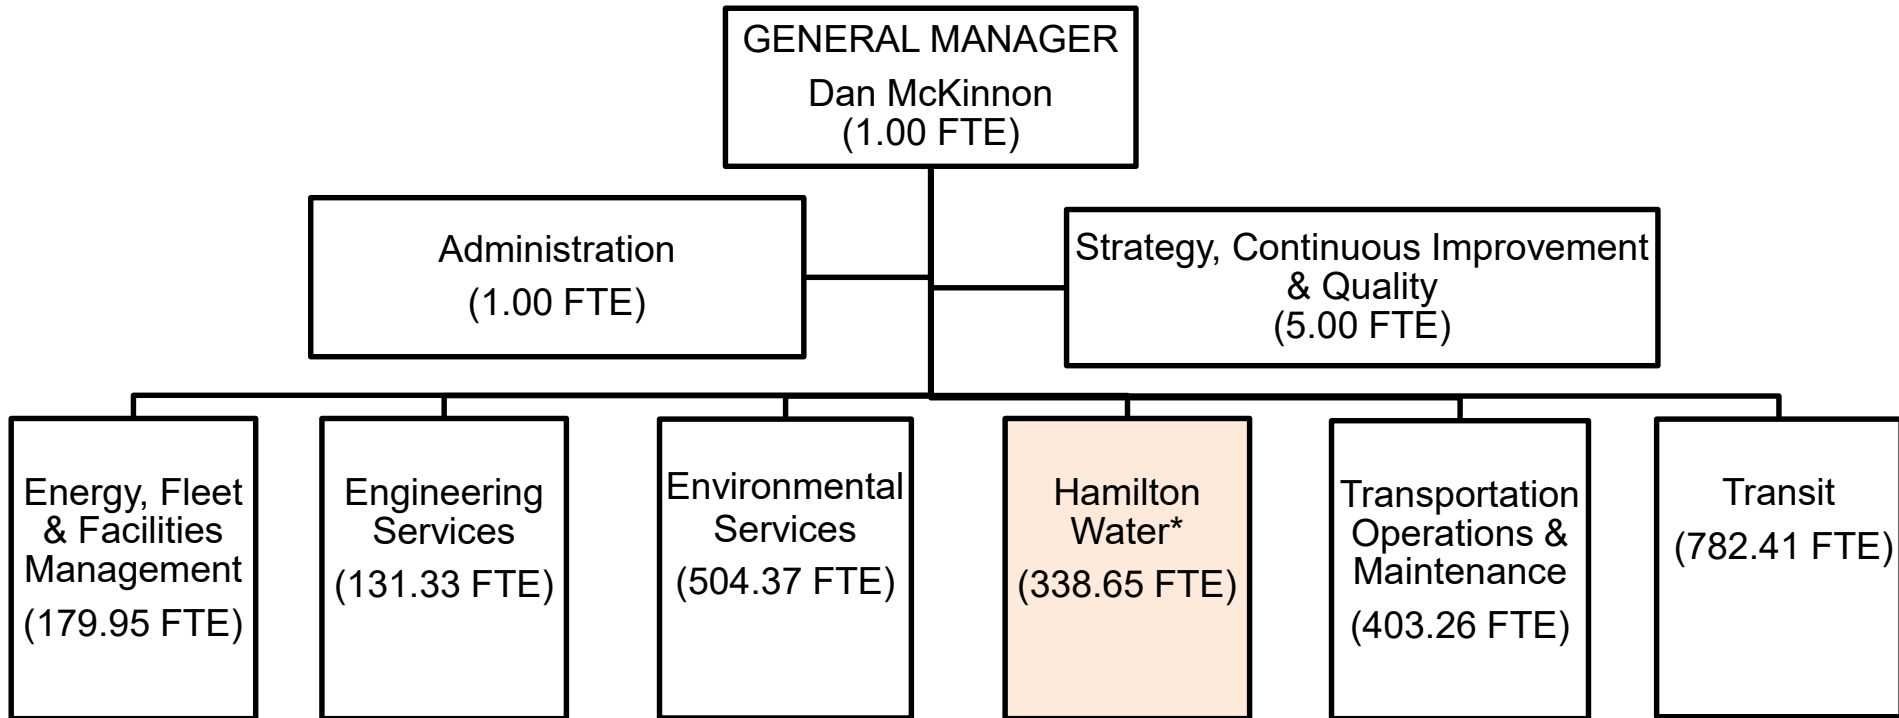 GENERAL MANAGER
Dan McKinnon
(1.00 FTE)
Administration
(1.00 FTE)
Strategy, Continuous Improvement
& Quality
(5.00 FTE)
Energy, Fleet
& Facilities
Management
(179.95 FTE)
Engineering
Services
(131.33 FTE)
Environmental
Services
(504.37 FTE)
Hamilton
Water*
(338.65 FTE)
Transportation
Operations &
Maintenance
(403.26 FTE)
Transit
(782.41 FTE)